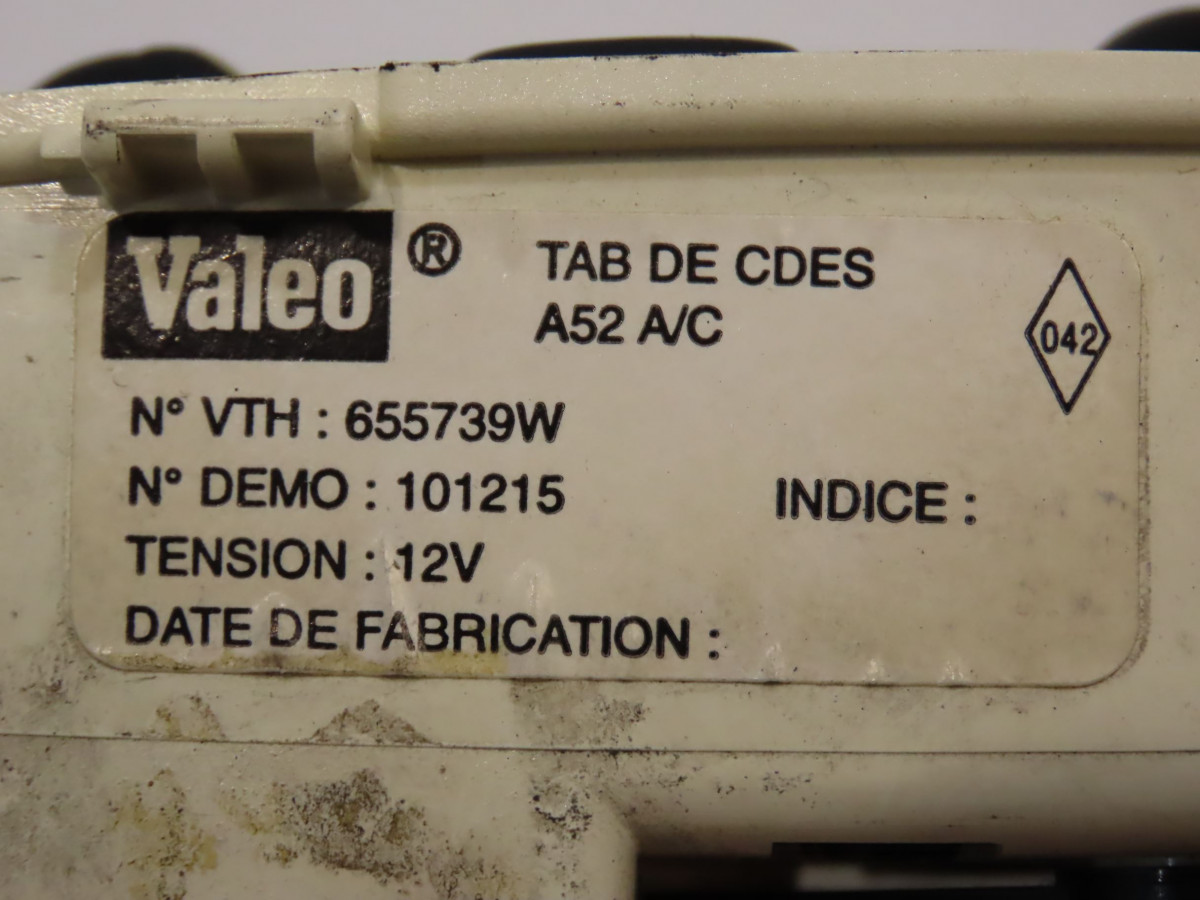 Valeo ®
TAB DE CDES
A52 A/C
042
N° VTH : 655739W
N° DEMO : 101215
INDICE :
TENSION : 12V
DATE DE FABRICATION :